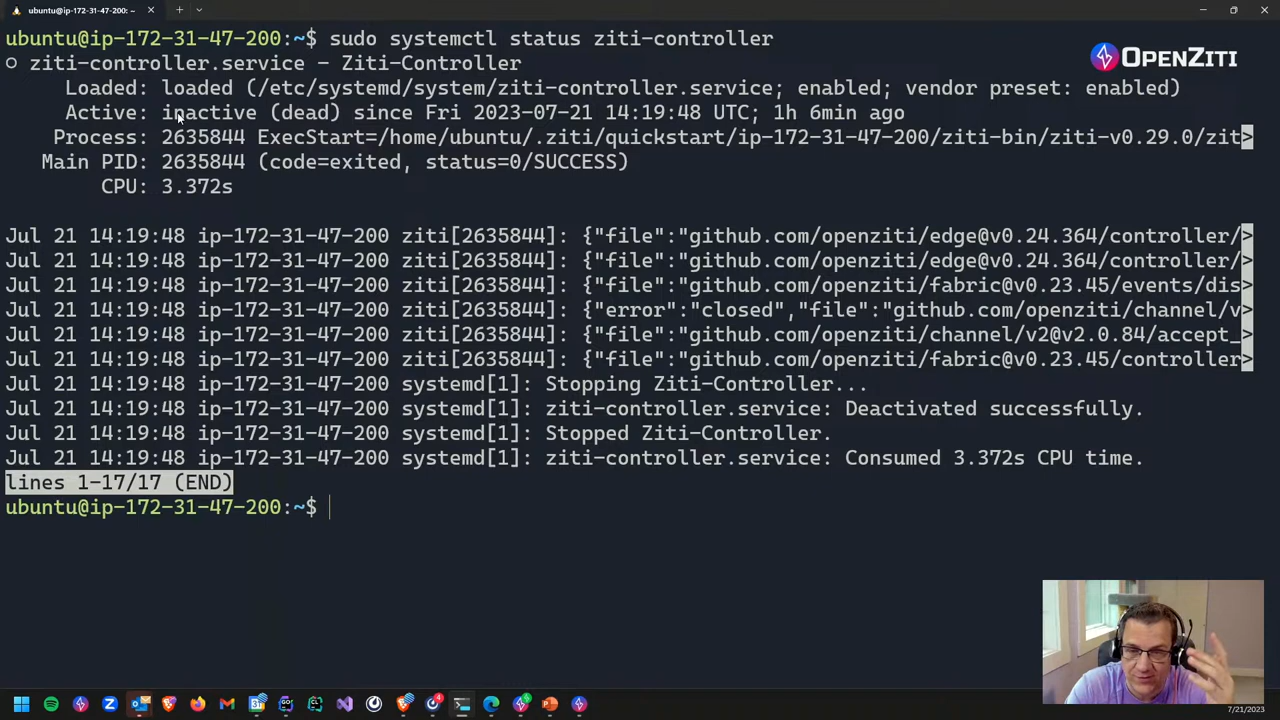 ubuntu@ip-172-31-47-200: ~
ubuntu@ip-172-31-47-200:~$ sudo systemctl status ziti-controller
OPENZITI
○ ziti-controller.service - Ziti-Controller
Loaded: loaded (/etc/systemd/system/ziti-controller.service; enabled; vendor preset: enabled)
Active: inactive (dead) since Fri 2023-07-21 14:19:48 UTC; 1h 6min ago
Process: 2635844 ExecStart=/home/ubuntu/.ziti/quickstart/ip-172-31-47-200/ziti-bin/ziti-v0.29.0/zit>
Main PID: 2635844 (code=exited, status=0/SUCCESS)
CPU: 3.372s
Jul 21 14:19:48 ip-172-31-47-200 ziti[2635844]: {"file":"github.com/openziti/edge@v0.24.364/controller/>
Jul 21 14:19:48 ip-172-31-47-200 ziti[2635844]: {"file":"github.com/openziti/edge@v0.24.364/controller/>
Jul 21 14:19:48 ip-172-31-47-200 ziti[2635844]: {"file":"github.com/openziti/fabric@v0.23.45/events/dis>
Jul 21 14:19:48 ip-172-31-47-200 ziti[2635844]: {"error":"closed","file":"github.com/openziti/channel/v>
Jul 21 14:19:48 ip-172-31-47-200 ziti[2635844]: {"file":"github.com/openziti/channel/v2@v2.0.84/accept_>
Jul 21 14:19:48 ip-172-31-47-200 ziti[2635844]: {"file":"github.com/openziti/fabric@v0.23.45/controller>
Jul 21 14:19:48 ip-172-31-47-200 systemd[1]: Stopping Ziti-Controller...
Jul 21 14:19:48 ip-172-31-47-200 systemd[1]: ziti-controller.service: Deactivated successfully.
Jul 21 14:19:48 ip-172-31-47-200 systemd[1]: Stopped Ziti-Controller.
Jul 21 14:19:48 ip-172-31-47-200 systemd[1]: ziti-controller.service: Consumed 3.372s CPU time.
lines 1-17/17 (END)
ubuntu@ip-172-31-47-200:~$
7/21/2023